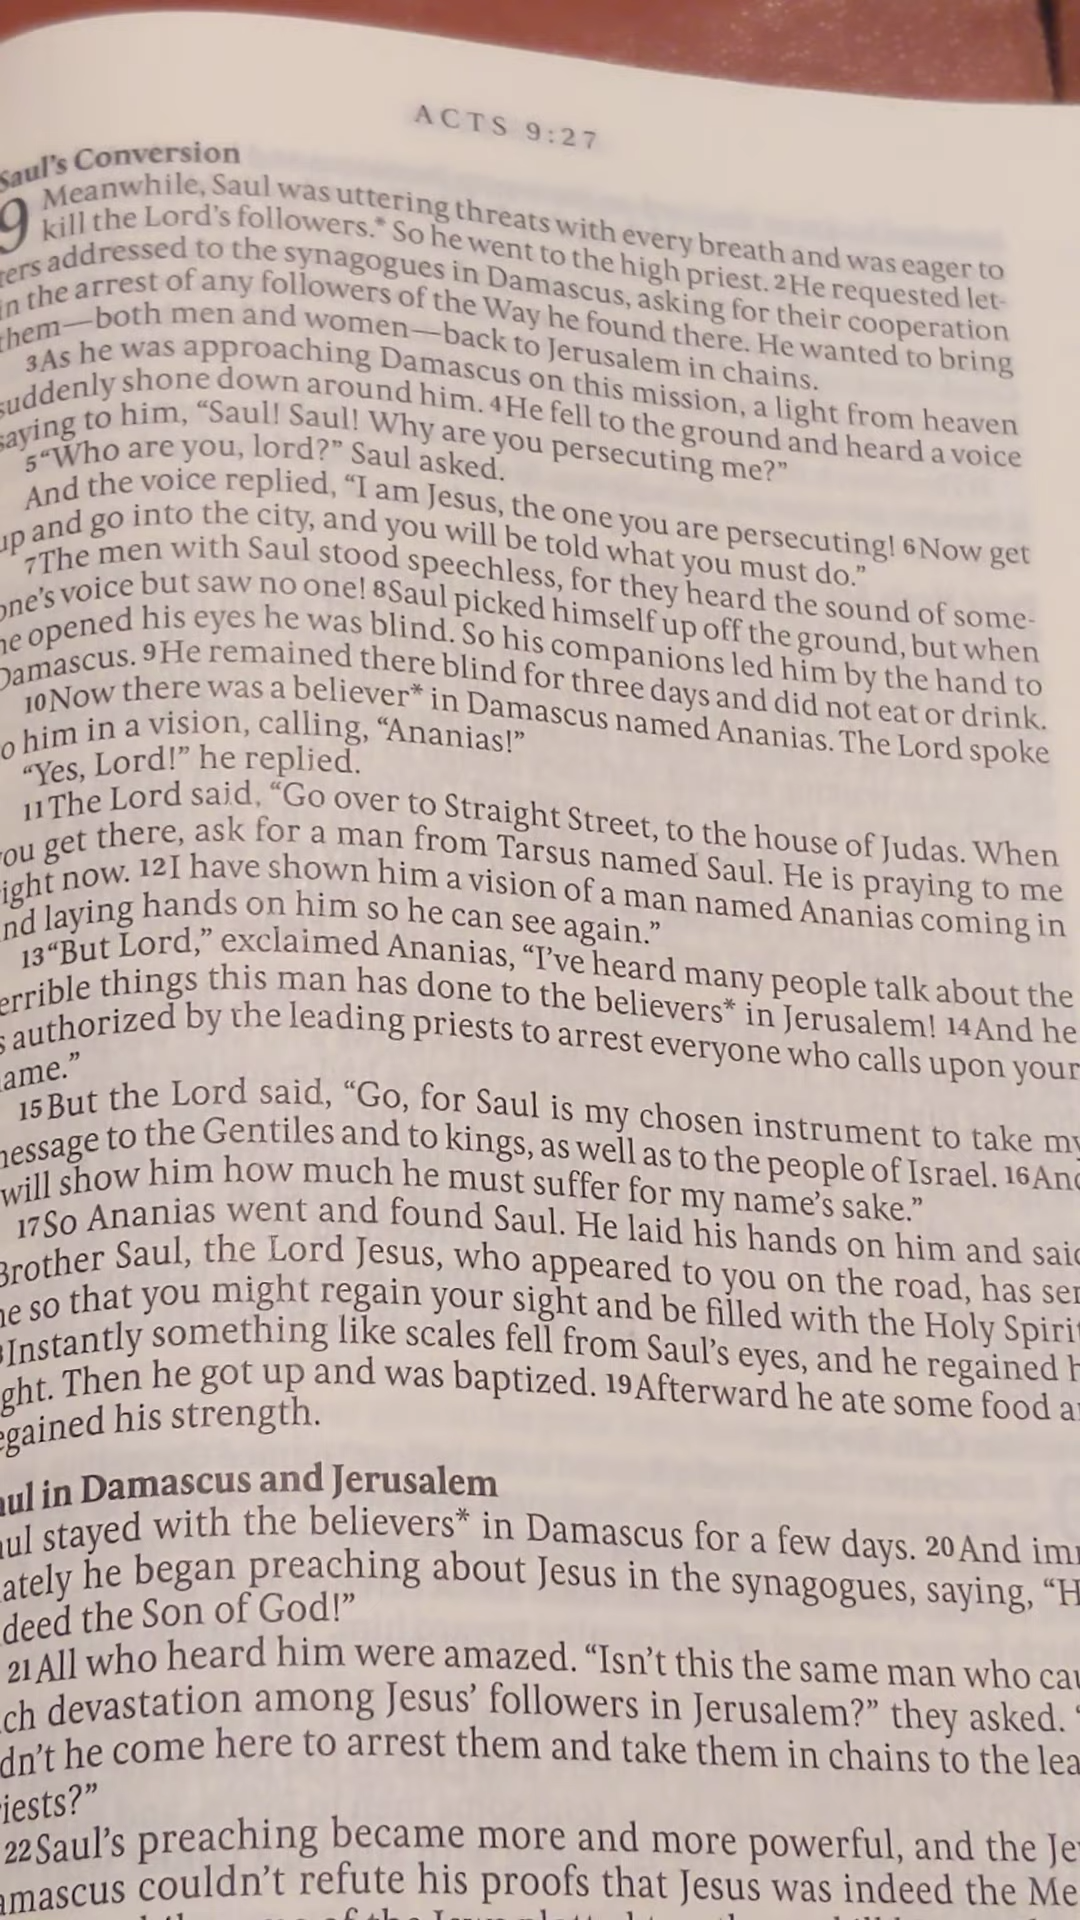 ACTS 9:27
Saul's Conversion
9 Meanwhile, Saul was uttering threats with every breath and was eager to
kill the Lord's followers.* So he went to the high priest. 2He requested let-
ters addressed to the synagogues in Damascus, asking for their cooperation
in the arrest of any followers of the Way he found there. He wanted to bring
them—both men and women—back to Jerusalem in chains.
3As he was approaching Damascus on this mission, a light from heaven
suddenly shone down around him. 4He fell to the ground and heard a voice
saying to him, “Saul! Saul! Why are you persecuting me?”
5“Who are you, lord?” Saul asked.
And the voice replied, “I am Jesus, the one you are persecuting! 6Now get
up and go into the city, and you will be told what you must do.”
7The men with Saul stood speechless, for they heard the sound of some-
one's voice but saw no one! 8Saul picked himself up off the ground, but when
he opened his eyes he was blind. So his companions led him by the hand to
Damascus. 9He remained there blind for three days and did not eat or drink.
10Now there was a believer* in Damascus named Ananias. The Lord spoke
o him in a vision, calling, “Ananias!”
“Yes, Lord!” he replied.
11The Lord said, “Go over to Straight Street, to the house of Judas. When
ou get there, ask for a man from Tarsus named Saul. He is praying to me
ight now. 12I have shown him a vision of a man named Ananias coming in
nd laying hands on him so he can see again.”
13“But Lord,” exclaimed Ananias, “I've heard many people talk about the
errible things this man has done to the believers* in Jerusalem! 14And he
s authorized by the leading priests to arrest everyone who calls upon your
ame.”
15But the Lord said, “Go, for Saul is my chosen instrument to take my
nessage to the Gentiles and to kings, as well as to the people of Israel. 16And
will show him how much he must suffer for my name's sake.”
17So Ananias went and found Saul. He laid his hands on him and said
Brother Saul, the Lord Jesus, who appeared to you on the road, has sen
ne so that you might regain your sight and be filled with the Holy Spirit
Instantly something like scales fell from Saul's eyes, and he regained h
ght. Then he got up and was baptized. 19Afterward he ate some food a
egained his strength.
aul in Damascus and Jerusalem
aul stayed with the believers* in Damascus for a few days. 20And imm
ately he began preaching about Jesus in the synagogues, saying, “H
deed the Son of God!”
21All who heard him were amazed. “Isn't this the same man who cau
ch devastation among Jesus' followers in Jerusalem?” they asked. “
dn't he come here to arrest them and take them in chains to the lea
iests?”
22Saul's preaching became more and more powerful, and the Je
amascus couldn't refute his proofs that Jesus was indeed the Me